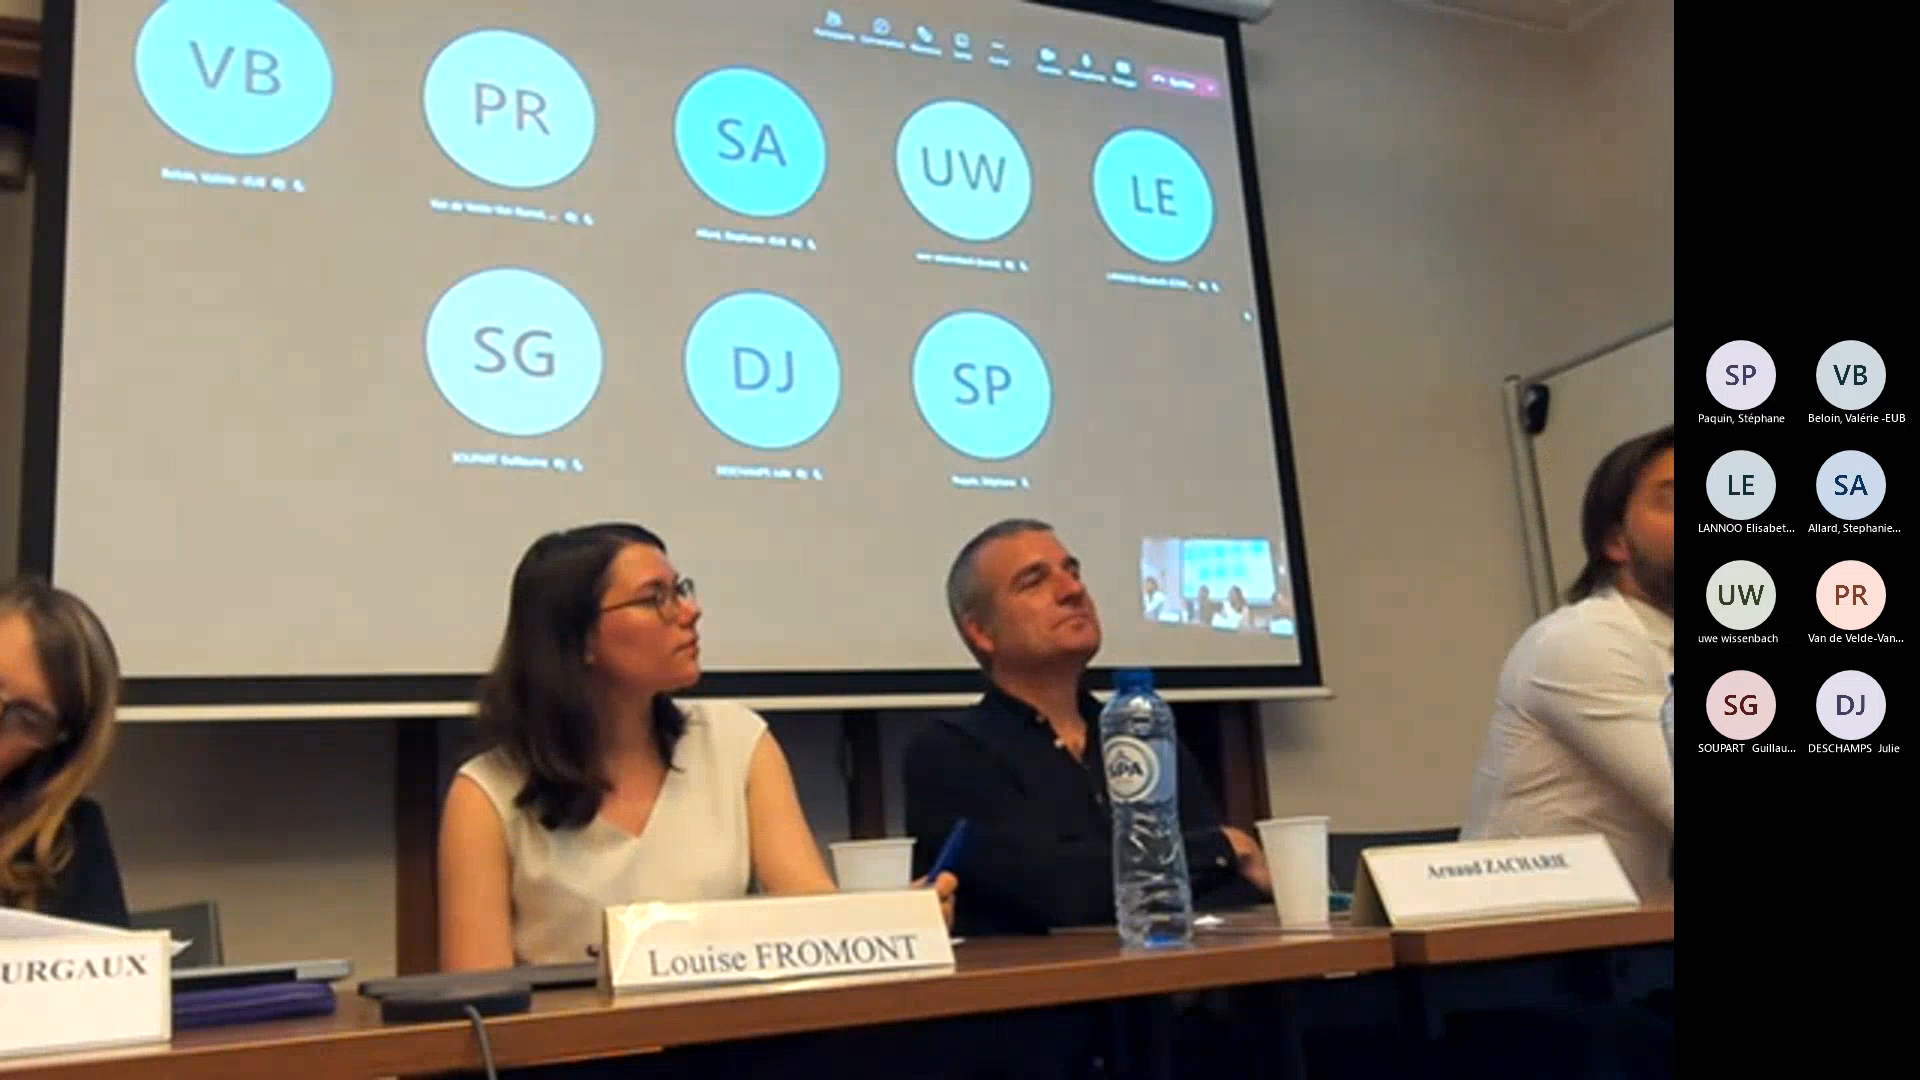 VB
PR
SA
UW
LE
SG
DJ
SP
SPA
URGAUX
Louise FROMONT
Arnaud ZACHARIE
SP
VB
Paquin, Stéphane
Beloin, Valérie -EUB
LE
SA
LANNOO Elisabet...
Allard, Stephanie...
UW
PR
uwe wissenbach
Van de Velde-Van...
SG
DJ
SOUPART Guillau...
DESCHAMPS Julie